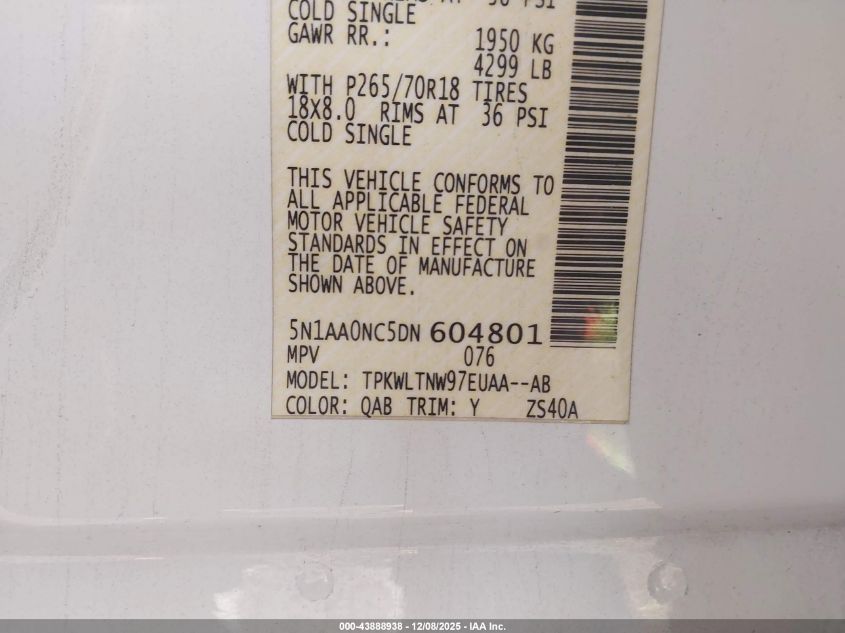 COLD SINGLE
GAWR RR.: 1950 KG
4299 LB
WITH P265/70R18 TIRES
18X8.0 RIMS AT 36 PSI
COLD SINGLE
THIS VEHICLE CONFORMS TO
ALL APPLICABLE FEDERAL
MOTOR VEHICLE SAFETY
STANDARDS IN EFFECT ON
THE DATE OF MANUFACTURE
SHOWN ABOVE.
5N1AA0NC5DN 604801
MPV 076
MODEL: TPKWLTNW97EUAA--AB
COLOR: QAB TRIM: Y ZS40A
000-43888938 - 12/08/2025 - IAA Inc.